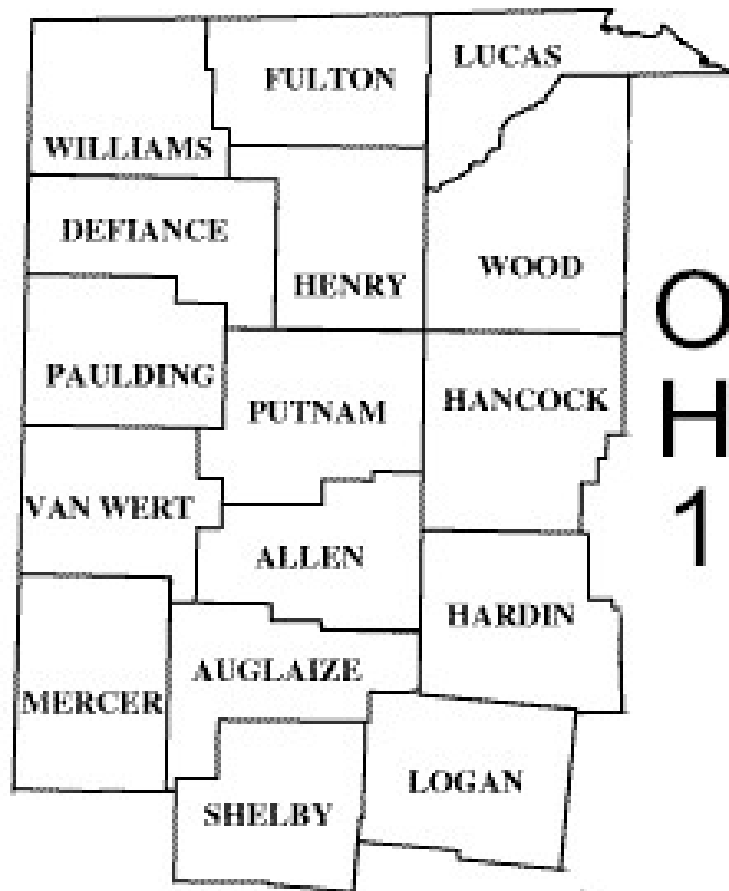 LUCAS
FULTON
WILLIAMS
DEFIANCE
WOOD
HENRY
PAULDING
HANCOCK
PUTNAM
VAN WERT
ALLEN
HARDIN
AUGLAIZE
MERCER
LOGAN
SHELBY
O
H
1